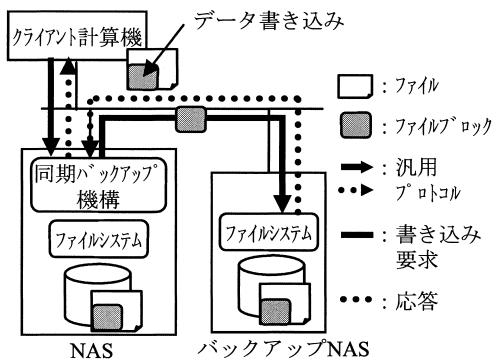 データ書き込み
クライアント計算機
：ファイル
：ファイルブロック
：汎用
プロトコル
：書き込み
要求
：応答
同期バックアップ
機構
ファイルシステム
ファイルシステム
NAS
バックアップNAS